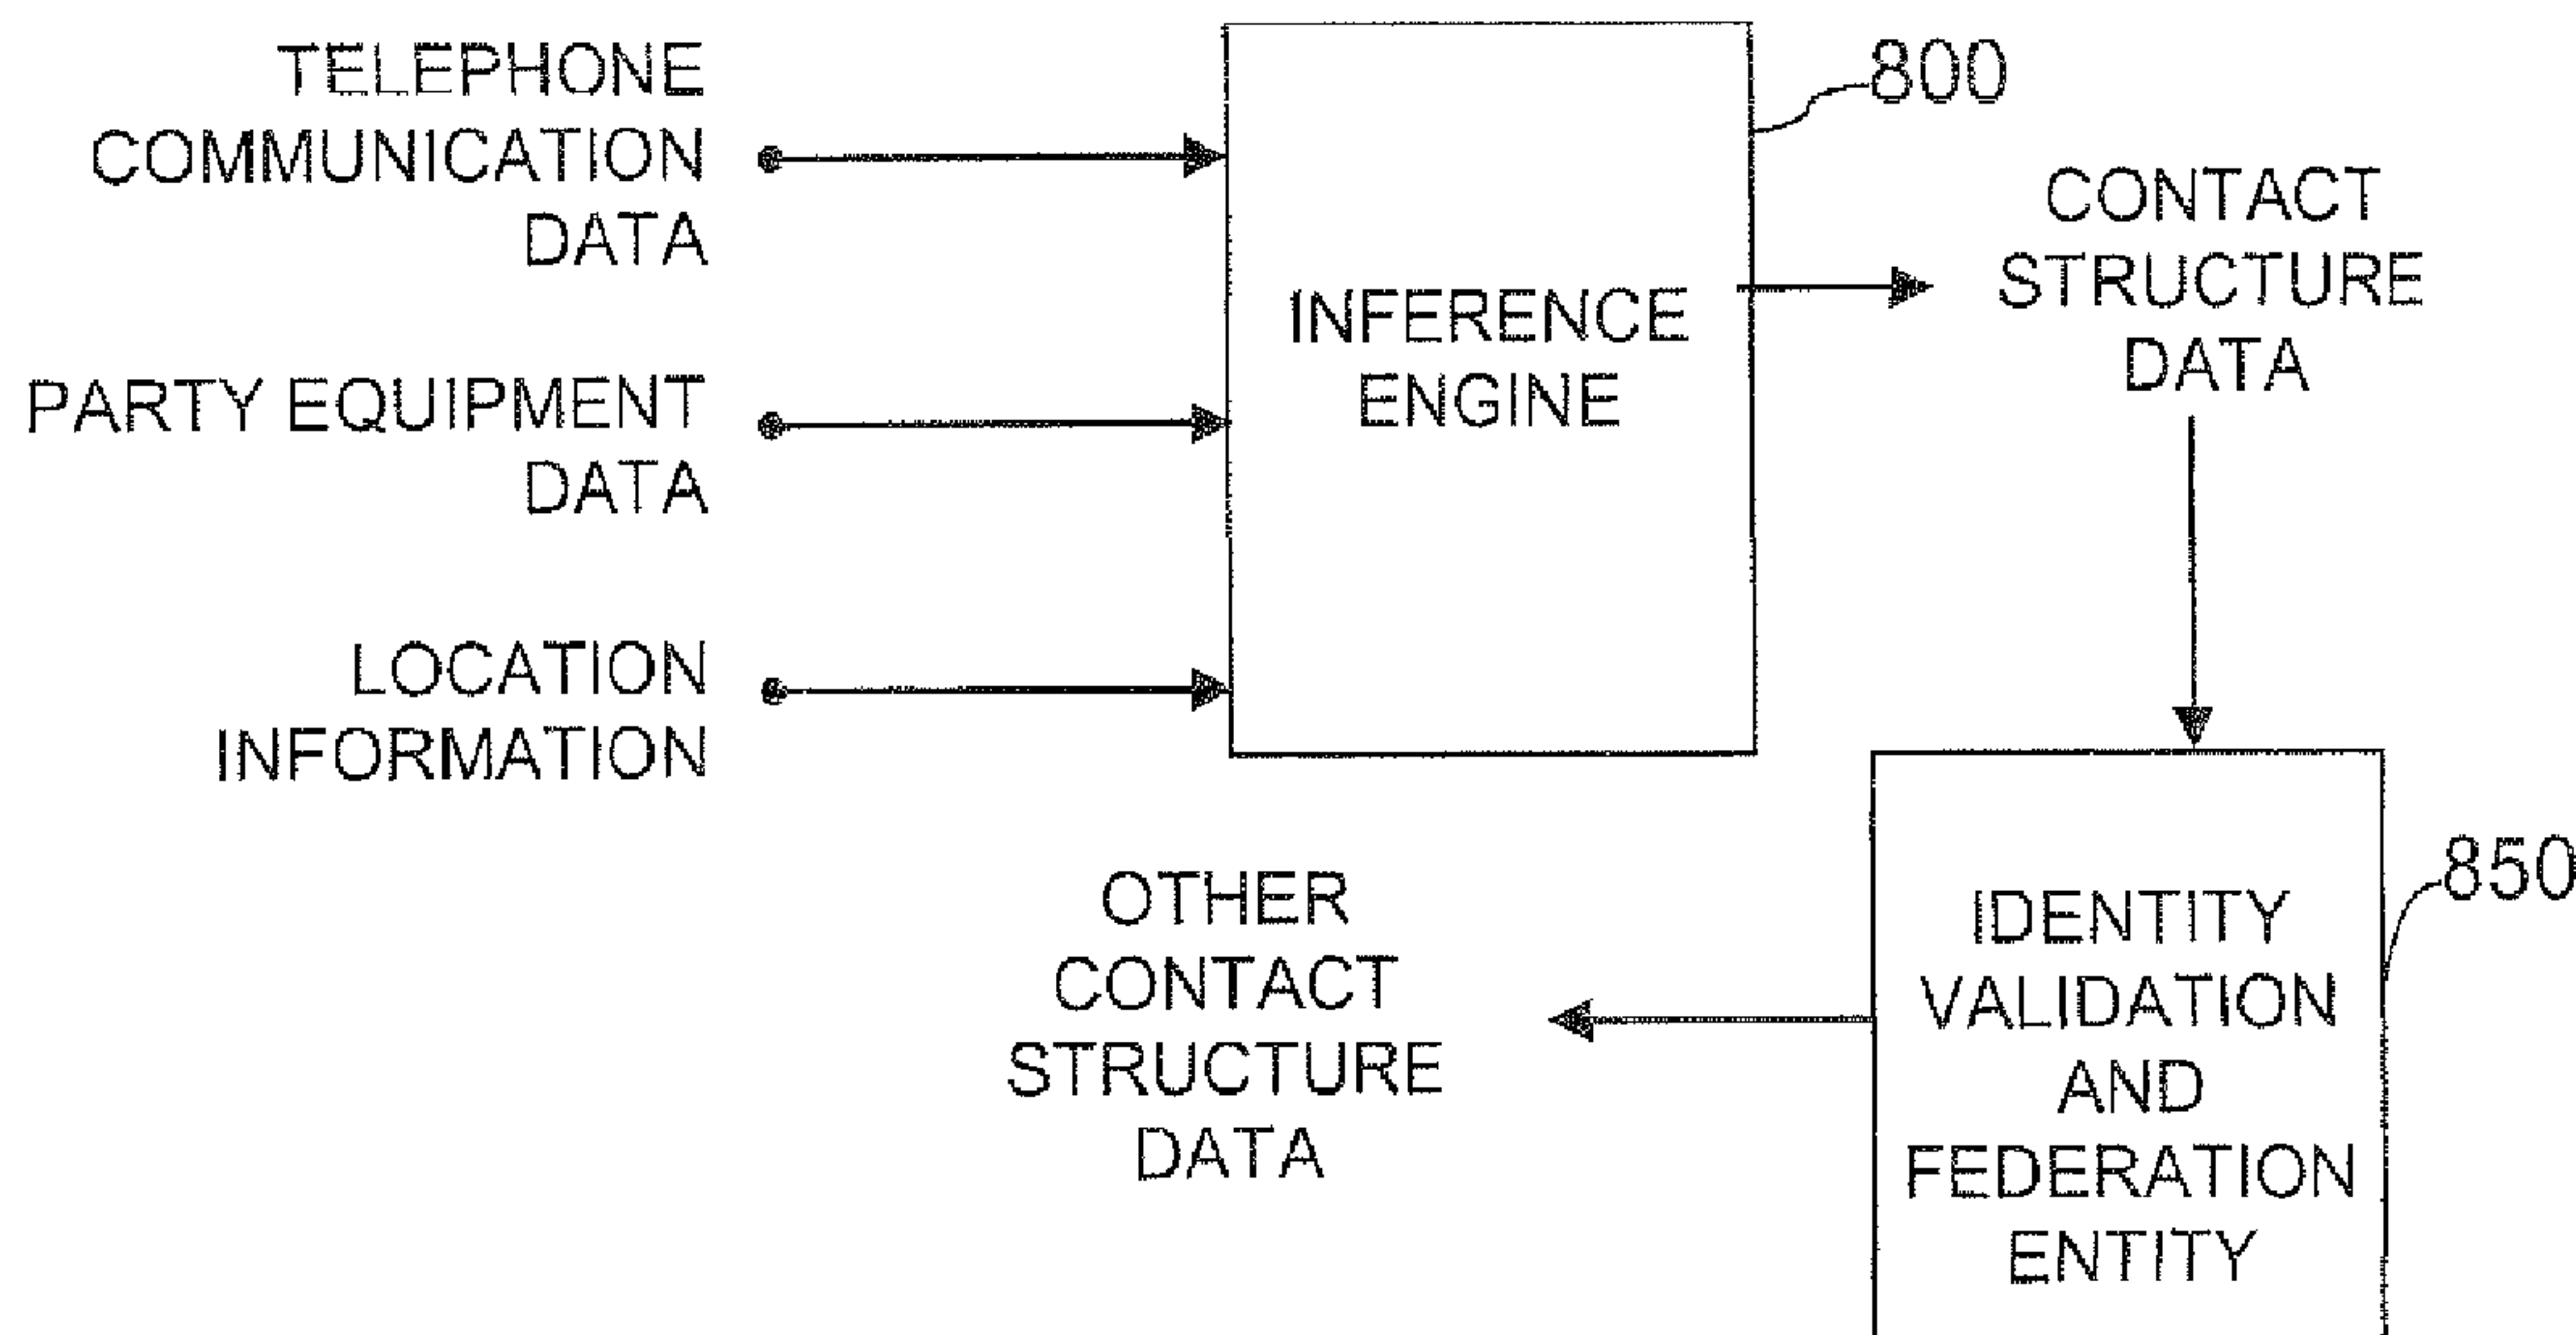 TELEPHONE
COMMUNICATION
DATA
PARTY EQUIPMENT
DATA
LOCATION
INFORMATION
INFERENCE
ENGINE
800
CONTACT
STRUCTURE
DATA
OTHER
CONTACT
STRUCTURE
DATA
IDENTITY
VALIDATION
AND
FEDERATION
ENTITY
850